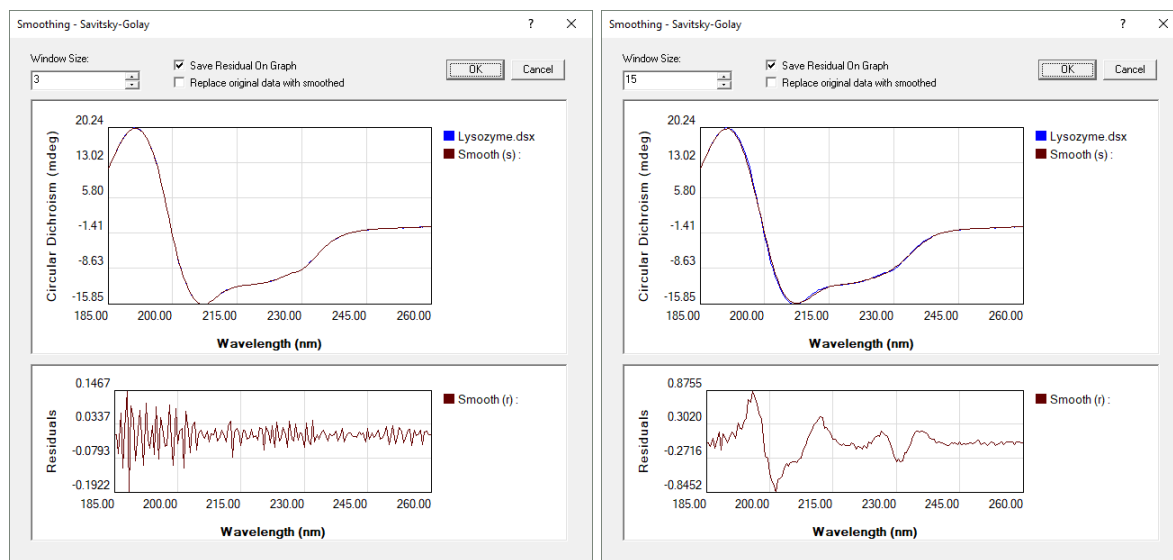 Smoothing - Savitsky-Golay
? ×
Window Size:
3
Save Residual On Graph
Replace original data with smoothed
OK
Cancel
Circular Dichroism (mdeg)
20.24
13.02
5.80
-1.41
-8.63
-15.85
185.00 200.00 215.00 230.00 245.00 260.00
Wavelength (nm)
Lysozyme.dsx
Smooth (s) :
Residuals
0.1467
0.0337
-0.0793
-0.1922
185.00 200.00 215.00 230.00 245.00 260.00
Wavelength (nm)
Smooth (r) :
Smoothing - Savitsky-Golay
? ×
Window Size:
15
Save Residual On Graph
Replace original data with smoothed
OK
Cancel
Circular Dichroism (mdeg)
20.24
13.02
5.80
-1.41
-8.63
-15.85
185.00 200.00 215.00 230.00 245.00 260.00
Wavelength (nm)
Lysozyme.dsx
Smooth (s) :
Residuals
0.8755
0.3020
-0.2716
-0.8452
185.00 200.00 215.00 230.00 245.00 260.00
Wavelength (nm)
Smooth (r) :